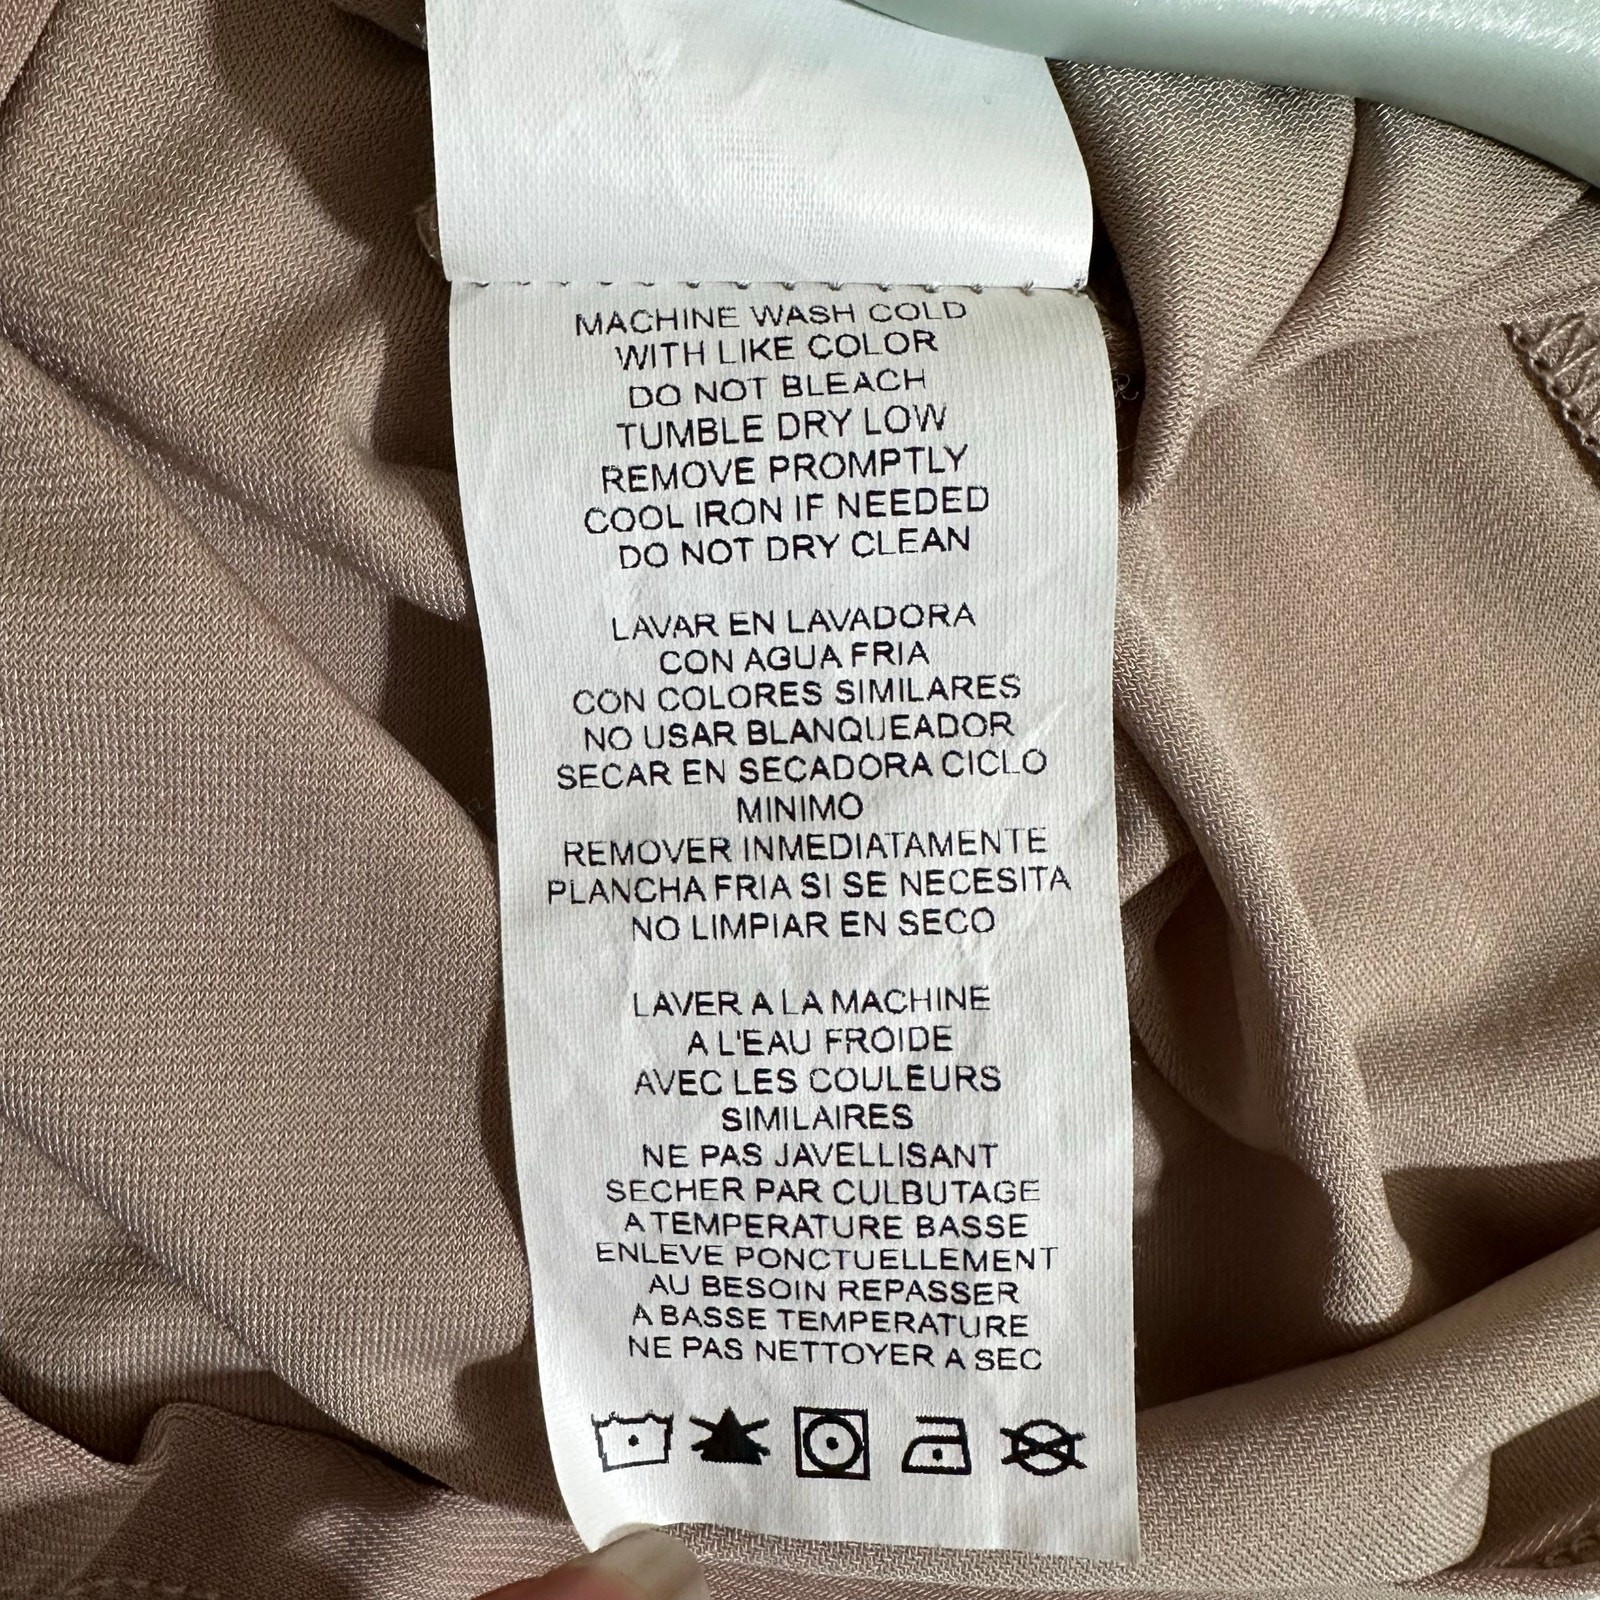 MACHINE WASH COLD
WITH LIKE COLOR
DO NOT BLEACH
TUMBLE DRY LOW
REMOVE PROMPTLY
COOL IRON IF NEEDED
DO NOT DRY CLEAN
LAVAR EN LAVADORA
CON AGUA FRIA
CON COLORES SIMILARES
NO USAR BLANQUEADOR
SECAR EN SECADORA CICLO
MINIMO
REMOVER INMEDIATAMENTE
PLANCHA FRIA SI SE NECESITA
NO LIMPIAR EN SECO
LAVER A LA MACHINE
A L'EAU FROIDE
AVEC LES COULEURS
SIMILAIRES
NE PAS JAVELLISANT
SECHER PAR CULBUTAGE
A TEMPERATURE BASSE
ENLEVE PONCTUELLEMENT
AU BESOIN REPASSER
A BASSE TEMPERATURE
NE PAS NETTOYER A SEC